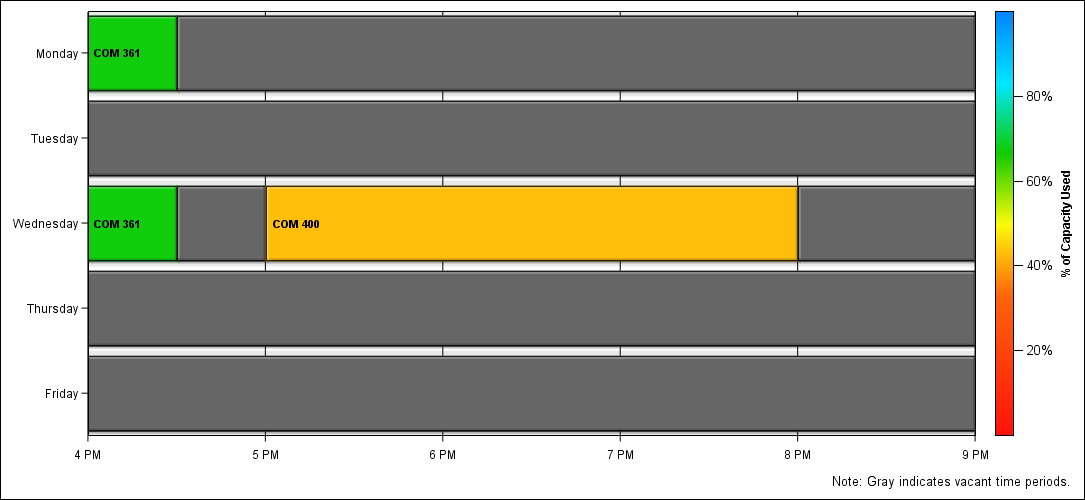 Monday
COM 361
Tuesday
Wednesday
COM 361
COM 400
Thursday
Friday
4 PM
5 PM
6 PM
7 PM
8 PM
9 PM
80%
60%
40%
20%
% of Capacity Used
Note: Gray indicates vacant time periods.